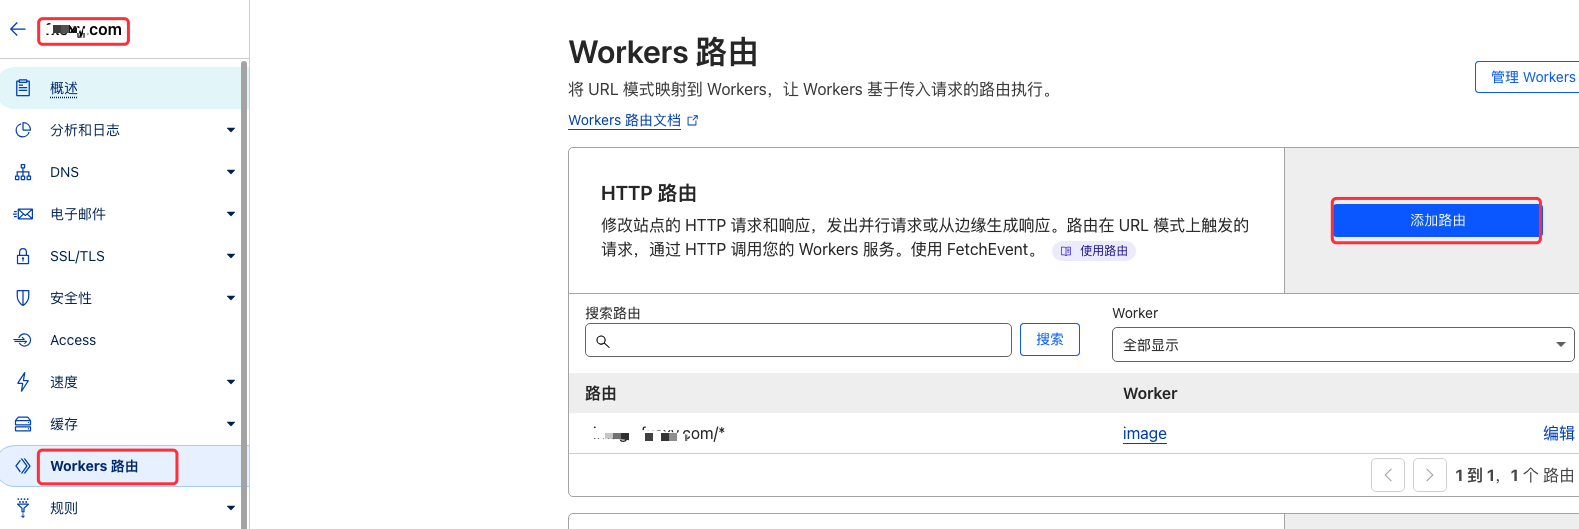 .com
概述
分析和日志
DNS
电子邮件
SSL/TLS
安全性
Access
速度
缓存
Workers 路由
规则
Workers 路由
将 URL 模式映射到 Workers，让 Workers 基于传入请求的路由执行。
Workers 路由文档
管理 Workers
HTTP 路由
修改站点的 HTTP 请求和响应，发出并行请求或从边缘生成响应。路由在 URL 模式上触发的
请求，通过 HTTP 调用您的 Workers 服务。使用 FetchEvent。 使用路由
添加路由
搜索路由
搜索
Worker
全部显示
路由 Worker
.com/* image 编辑
1 到 1，1 个 路由